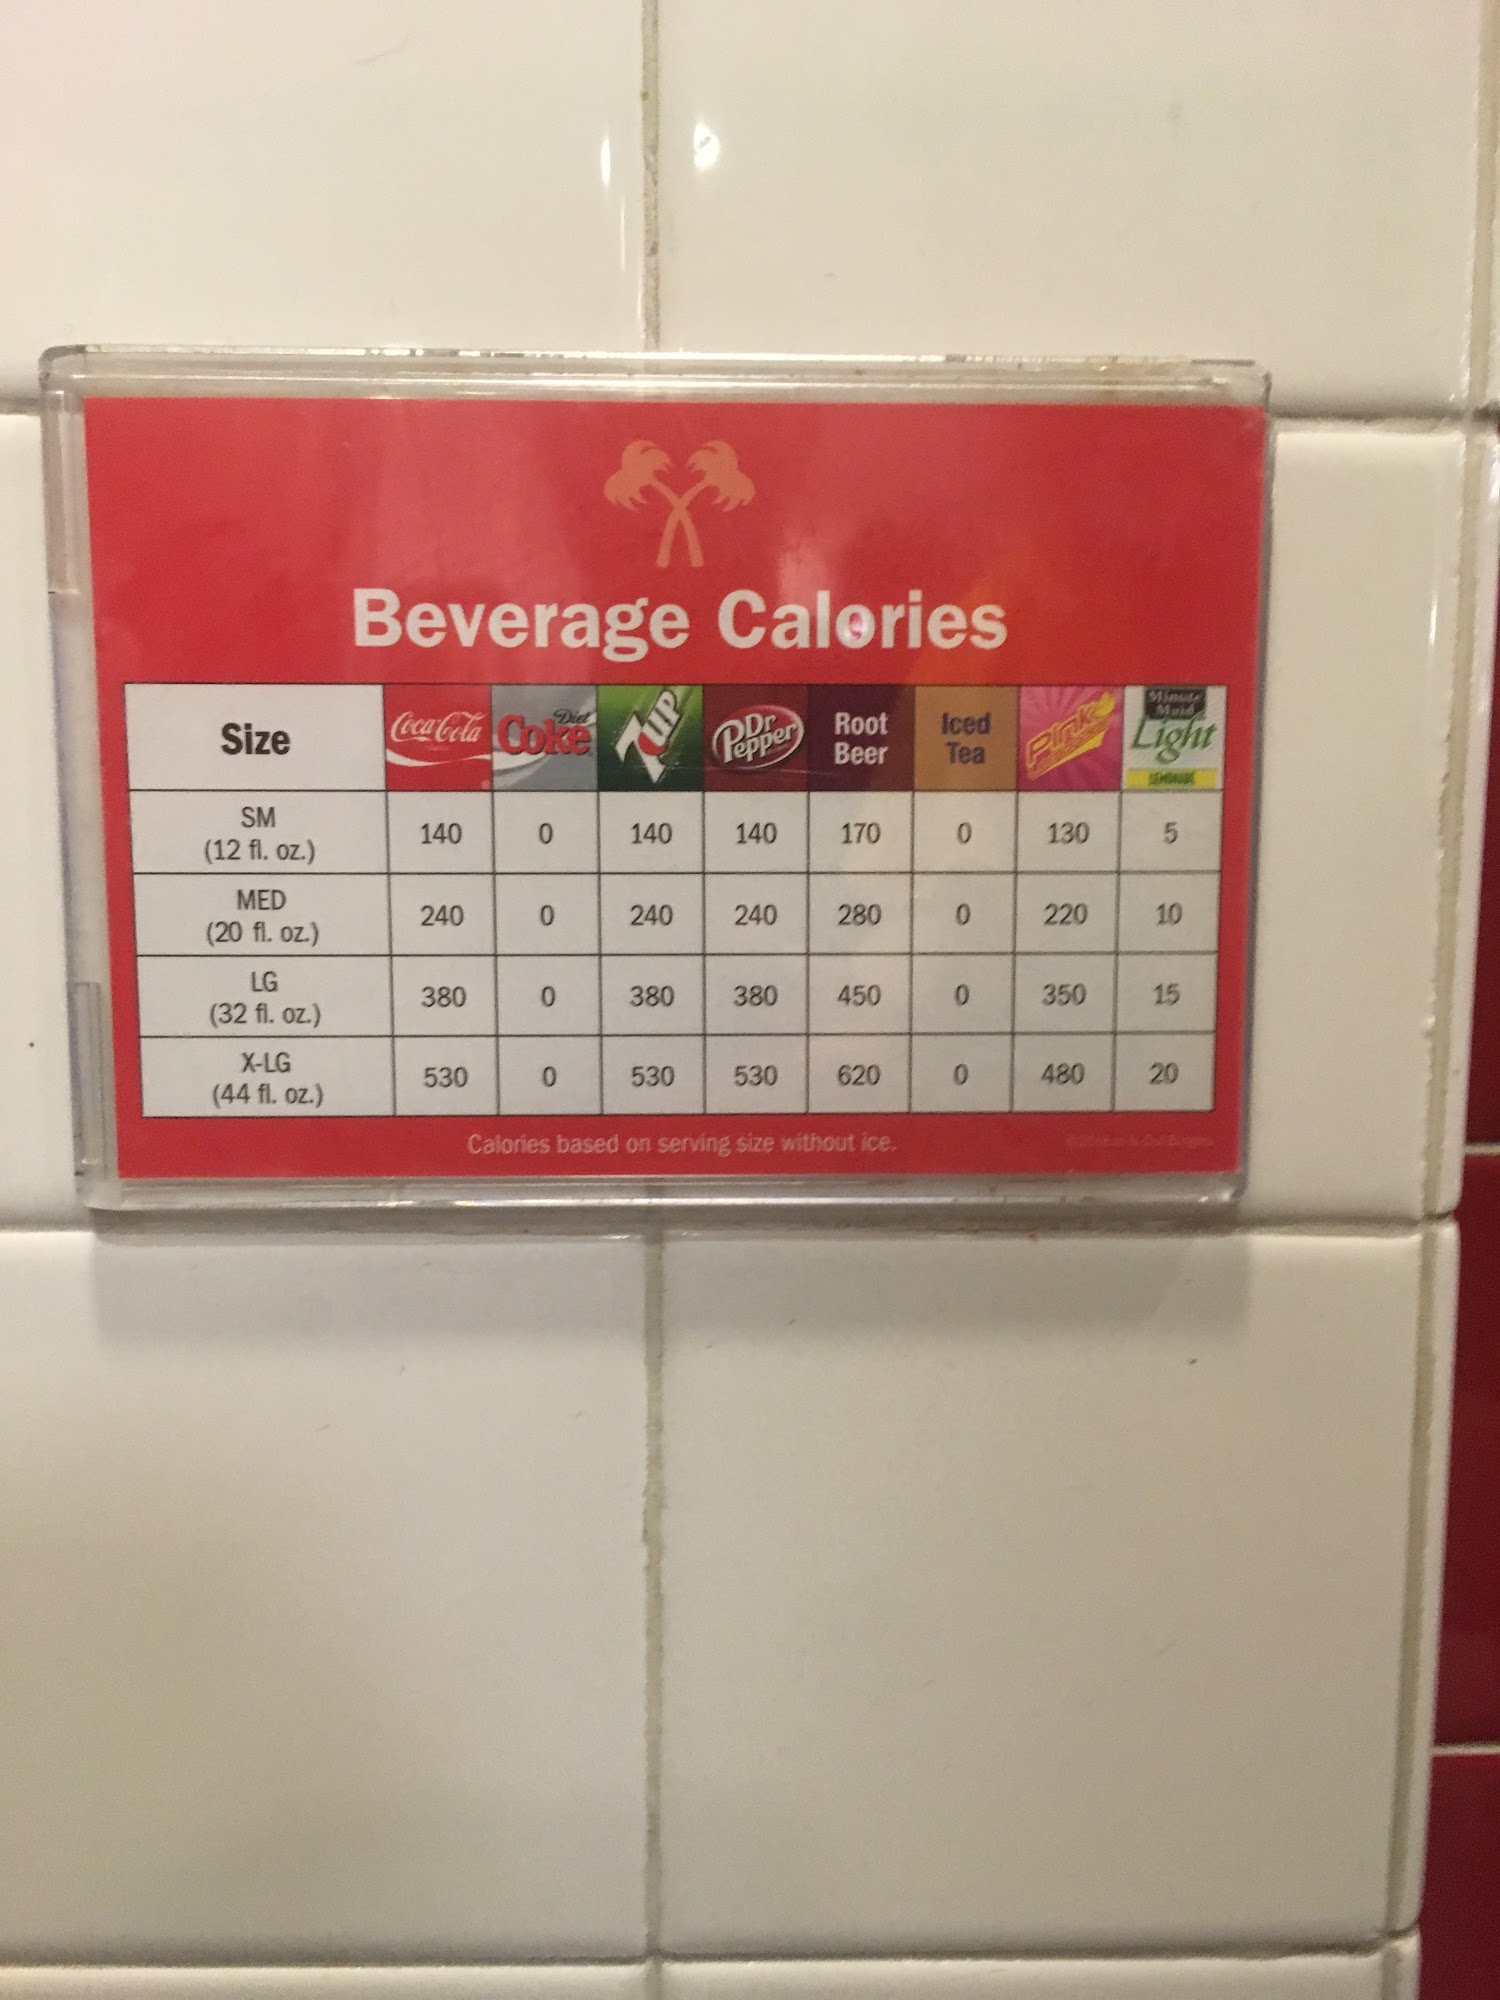 Beverage Calories
Size Coca-Cola Diet Coke 7UP Dr Pepper Root Beer Iced Tea Pink Minute Maid Light LEMONADE
SM (12 fl. oz.) 140 0 140 140 170 0 130 5
MED (20 fl. oz.) 240 0 240 240 280 0 220 10
LG (32 fl. oz.) 380 0 380 380 450 0 350 15
X-LG (44 fl. oz.) 530 0 530 530 620 0 480 20
Calories based on serving size without ice.